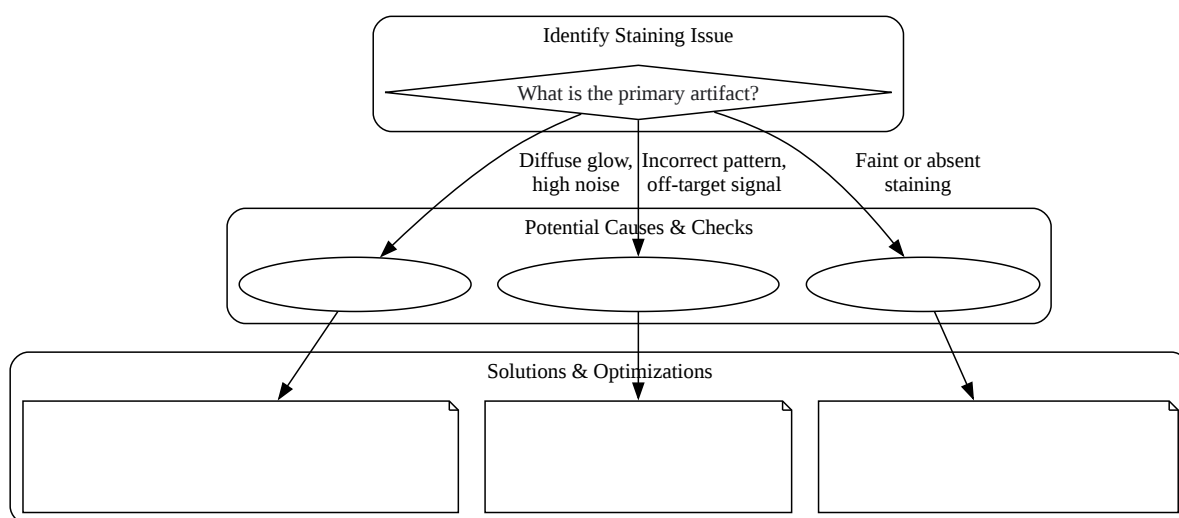 Identify Staining Issue
What is the primary artifact?
Diffuse glow,
high noise
Incorrect pattern,
off-target signal
Faint or absent
staining
Potential Causes & Checks
Solutions & Optimizations